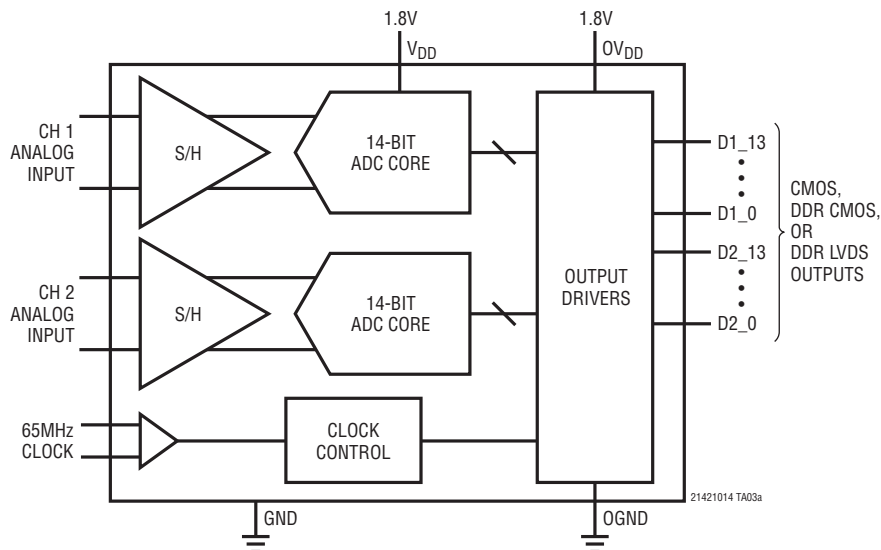 1.8V
1.8V
VDD
OVDD
CH 1
ANALOG
INPUT
S/H
14-BIT
ADC CORE
D1_13
D1_0
D2_13
D2_0
CMOS,
DDR CMOS,
OR
DDR LVDS
OUTPUTS
OUTPUT
DRIVERS
CH 2
ANALOG
INPUT
S/H
14-BIT
ADC CORE
65MHz
CLOCK
CLOCK
CONTROL
GND
OGND
21421014 TA03a